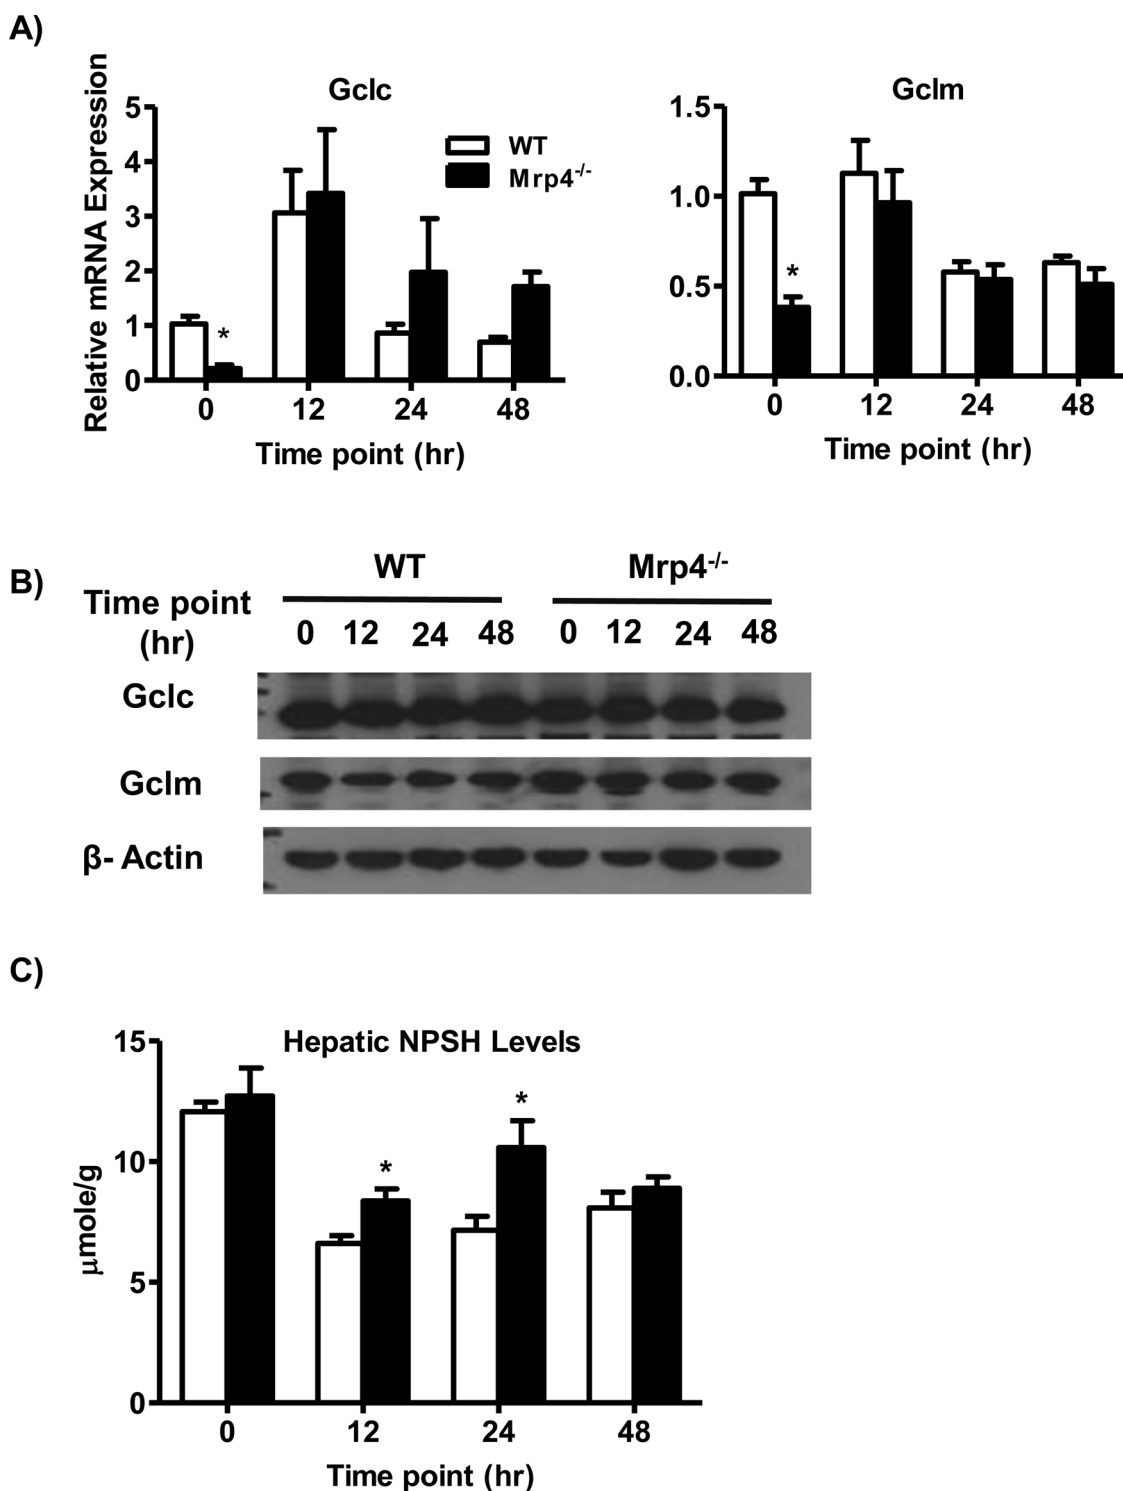 A)
Gclc
Relative mRNA Expression
5
4
3
2
1
0
WT
Mrp4-/-
*
0 12 24 48
Time point (hr)
Gclm
1.5
1.0
0.5
0.0
*
0 12 24 48
Time point (hr)
B)
WT Mrp4-/-
Time point
(hr)
0 12 24 48 0 12 24 48
Gclc
Gclm
β- Actin
C)
Hepatic NPSH Levels
μmole/g
15
10
5
0
*
*
0 12 24 48
Time point (hr)